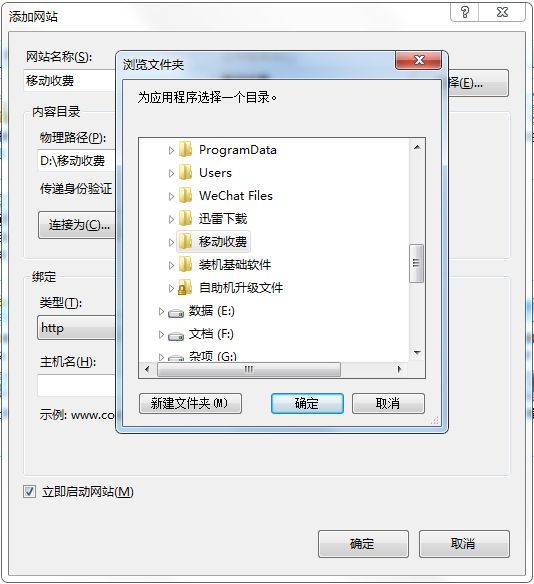 添加网站
网站名称(S):
移动收费
择(E)...
内容目录
物理路径(P):
D:\移动收费
传递身份验证
连接为(C)...
绑定
类型(T):
http
主机名(H):
示例: www.co
立即启动网站(M)
确定
取消
浏览文件夹
为应用程序选择一个目录。
ProgramData
Users
WeChat Files
迅雷下载
移动收费
装机基础软件
自助机升级文件
数据 (E:)
文档 (F:)
杂项 (G:)
新建文件夹(M)
确定
取消